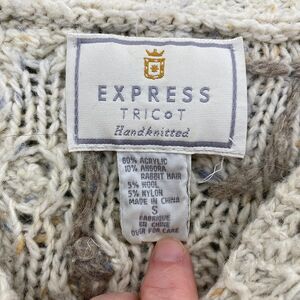 EXPRESS
TRICOT
Handknitted
60% ACRYLIC
10% ANGORA
RABBIT HAIR
5% WOOL
5% NYLON
MADE IN CHINA
S
FABRIQUE
EN CHINE
OVER FOR CARE